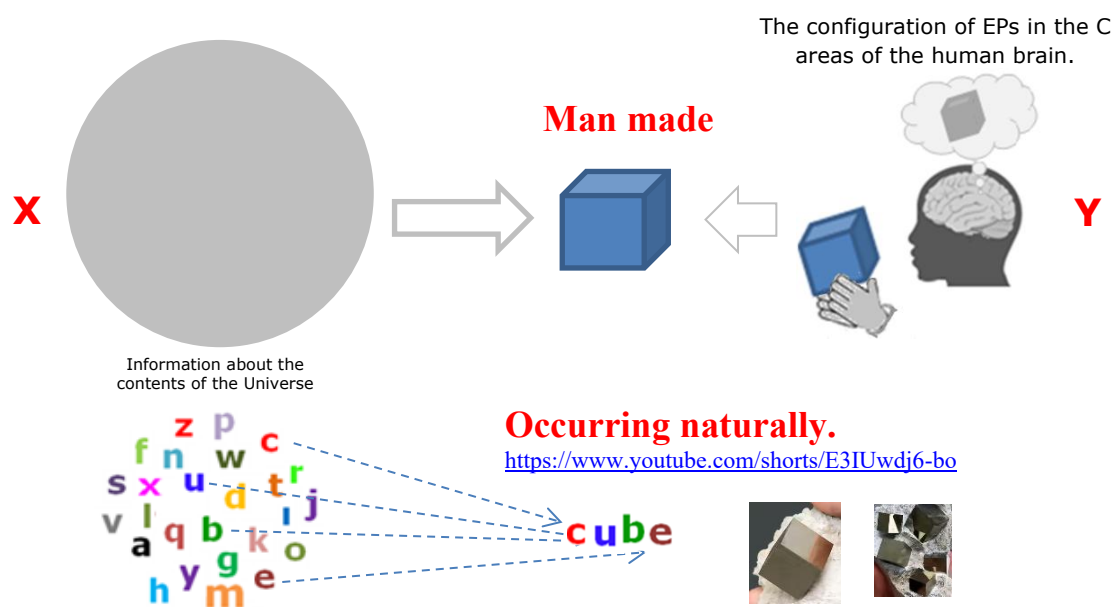 The configuration of EPs in the C
areas of the human brain.
Man made
X
Y
Information about the
contents of the Universe
Occurring naturally.
https://www.youtube.com/shorts/E3IUwdj6-bo
z p c
f n w r
s x u d t j
v l q b k i o
a g
h y m e
cube